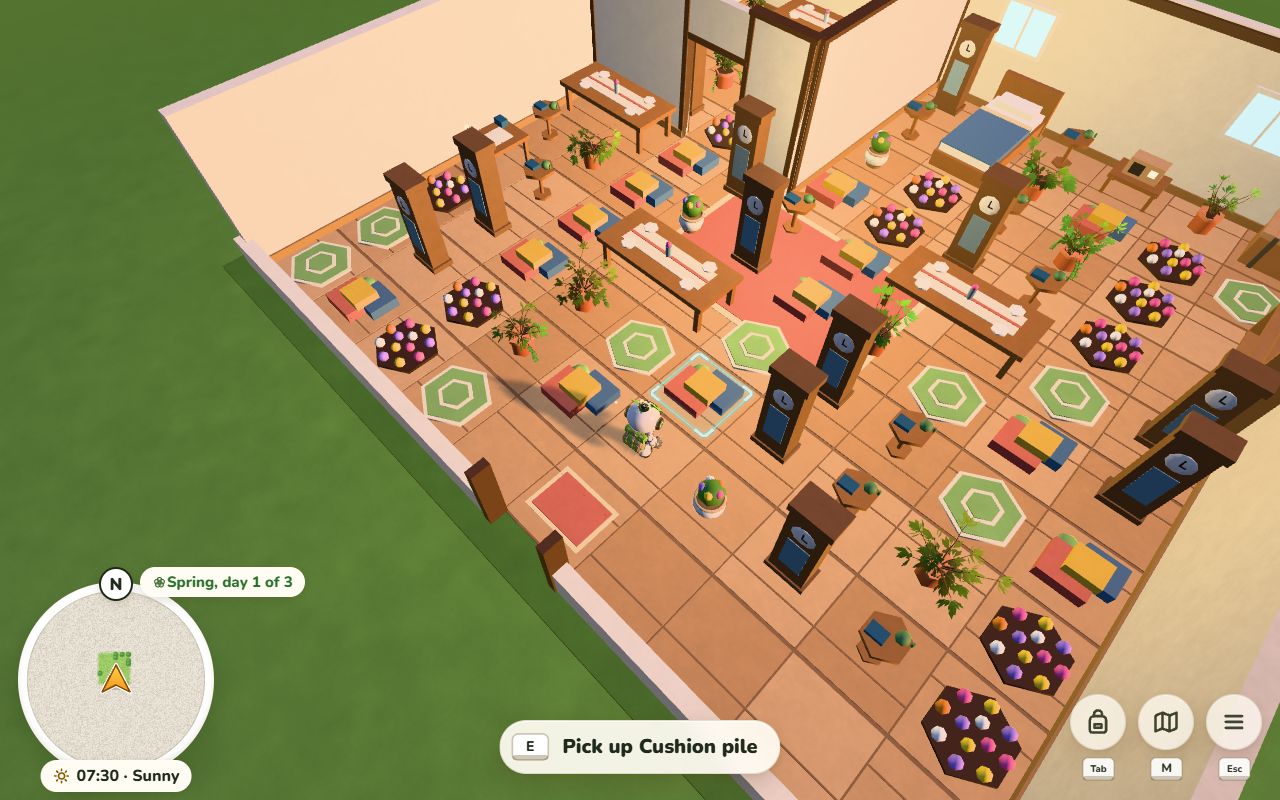 N
Spring, day 1 of 3
07:30 · Sunny
E
Pick up Cushion pile
Tab
M
Esc